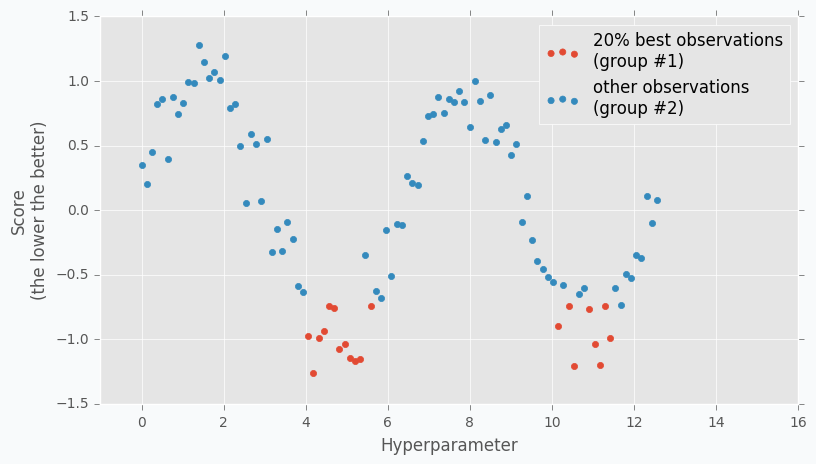 1.5
1.0
0.5
0.0
−0.5
−1.0
−1.5
Score
(the lower the better)
20% best observations
(group #1)
other observations
(group #2)
0 2 4 6 8 10 12 14 16
Hyperparameter